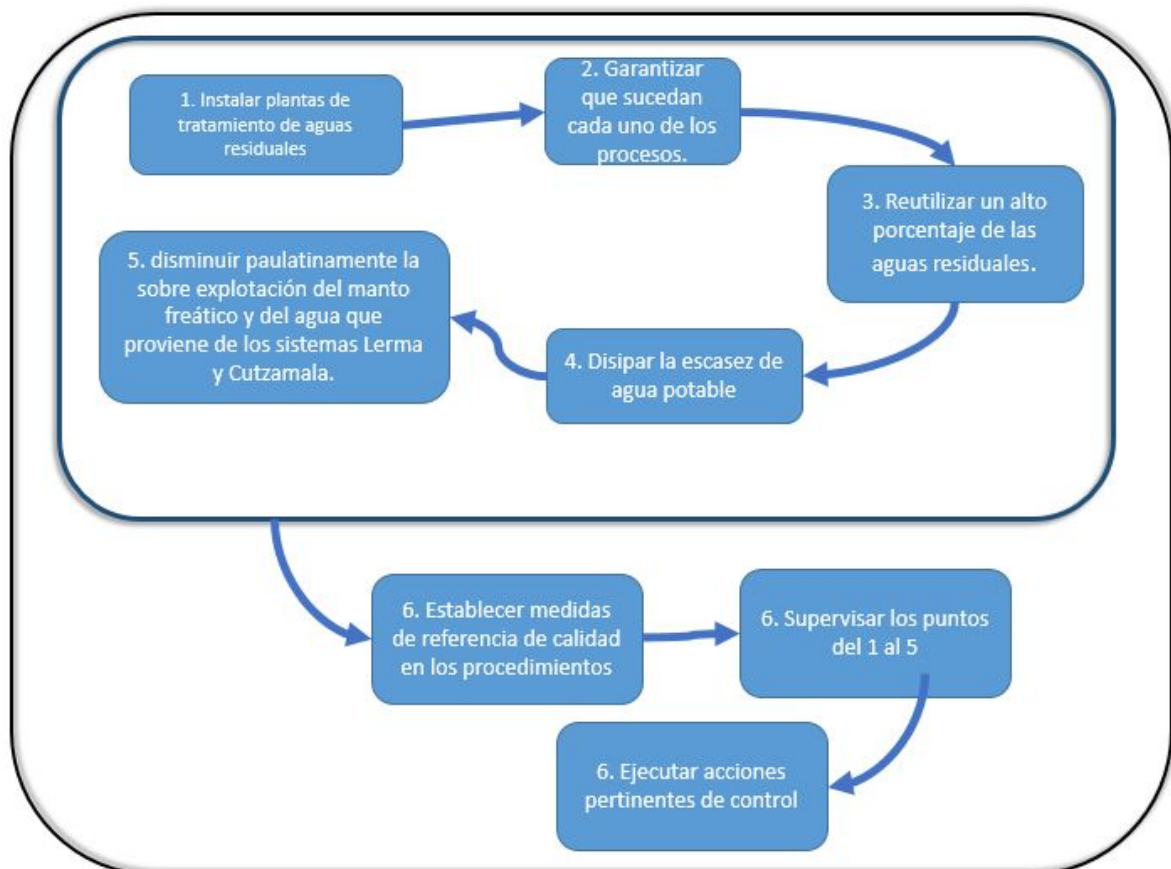 1. Instalar plantas de
tratamiento de aguas
residuales
2. Garantizar
que sucedan
cada uno de los
procesos.
3. Reutilizar un alto
porcentaje de las
aguas residuales.
4. Disipar la escasez de
agua potable
5. disminuir paulatinamente la
sobre explotación del manto
freático y del agua que
proviene de los sistemas Lerma
y Cutzamala.
6. Establecer medidas
de referencia de calidad
en los procedimientos
6. Supervisar los puntos
del 1 al 5
6. Ejecutar acciones
pertinentes de control